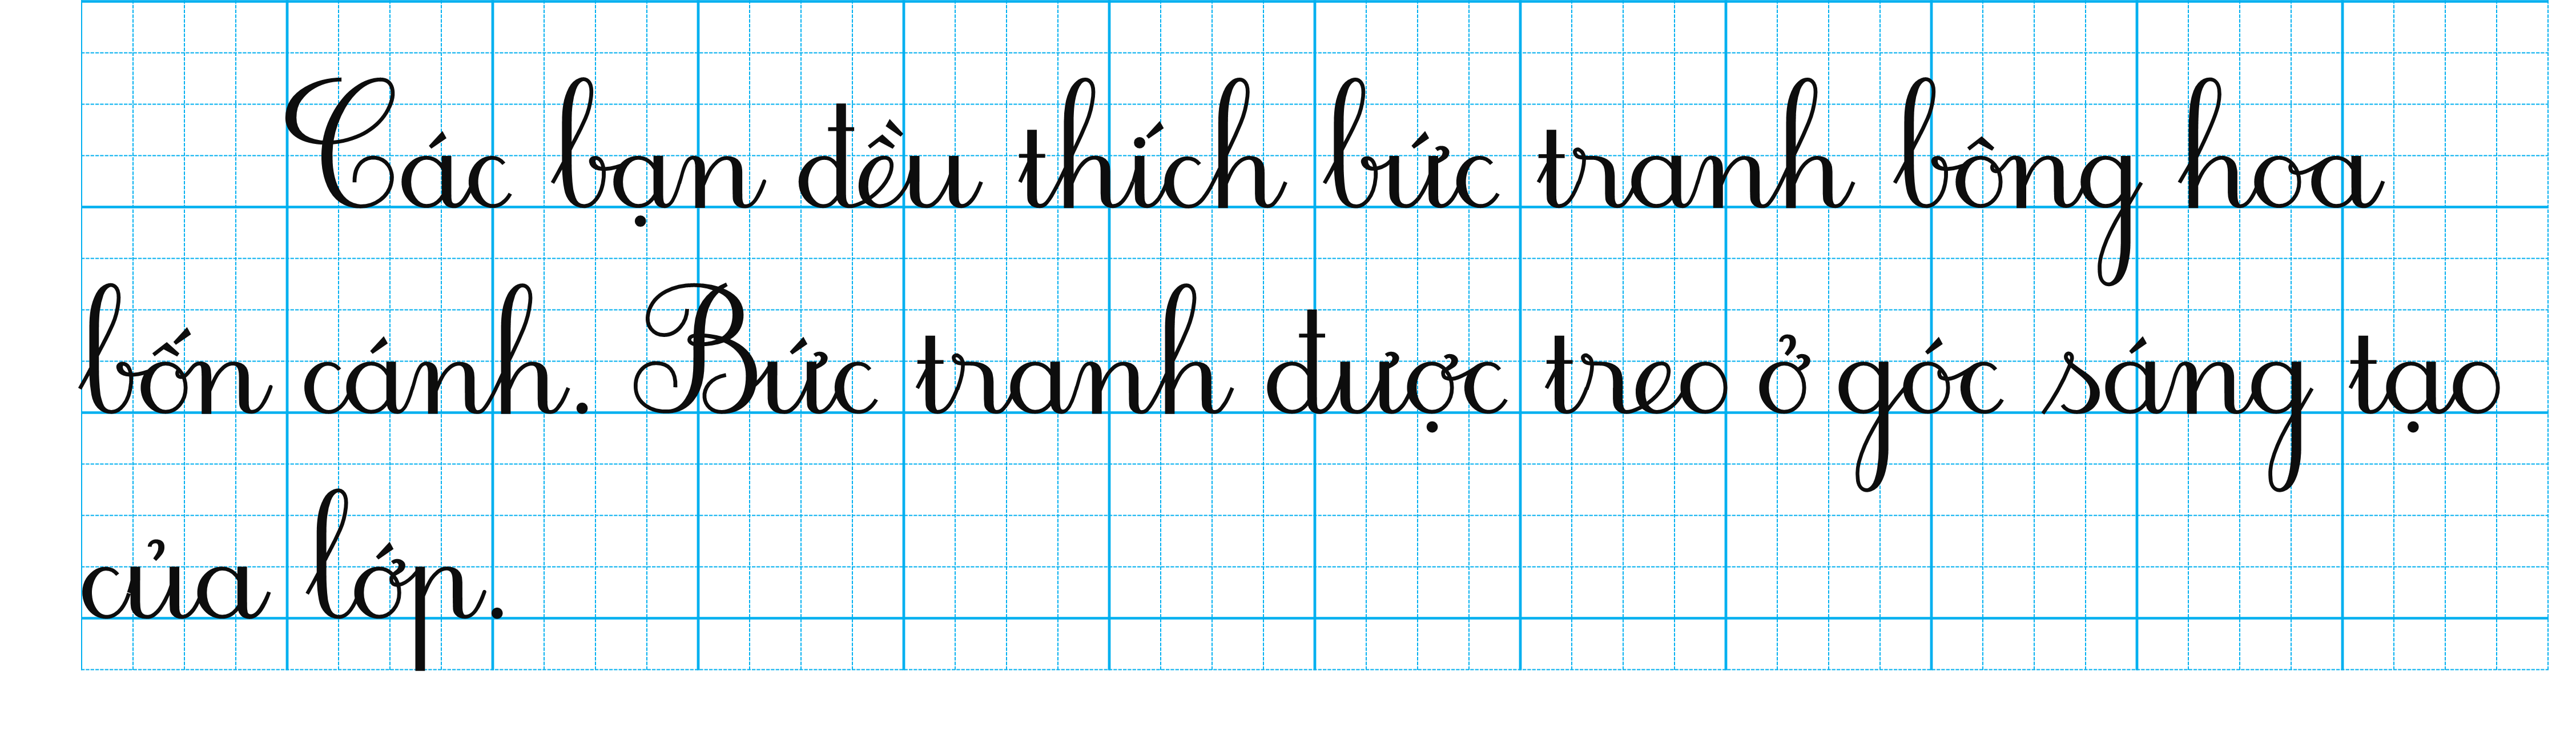 Các bạn đều thích bức tranh bông hoa
bốn cánh. Bức tranh được treo ở góc sáng tạo
của lớp.